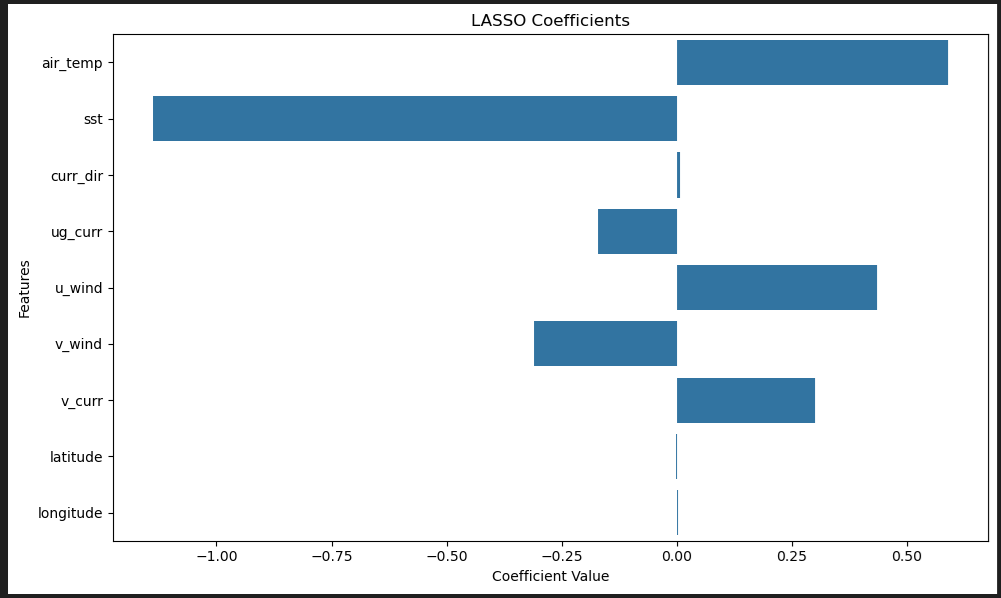 LASSO Coefficients
air_temp
sst
curr_dir
ug_curr
u_wind
v_wind
v_curr
latitude
longitude
Features
−1.00 −0.75 −0.50 −0.25 0.00 0.25 0.50
Coefficient Value